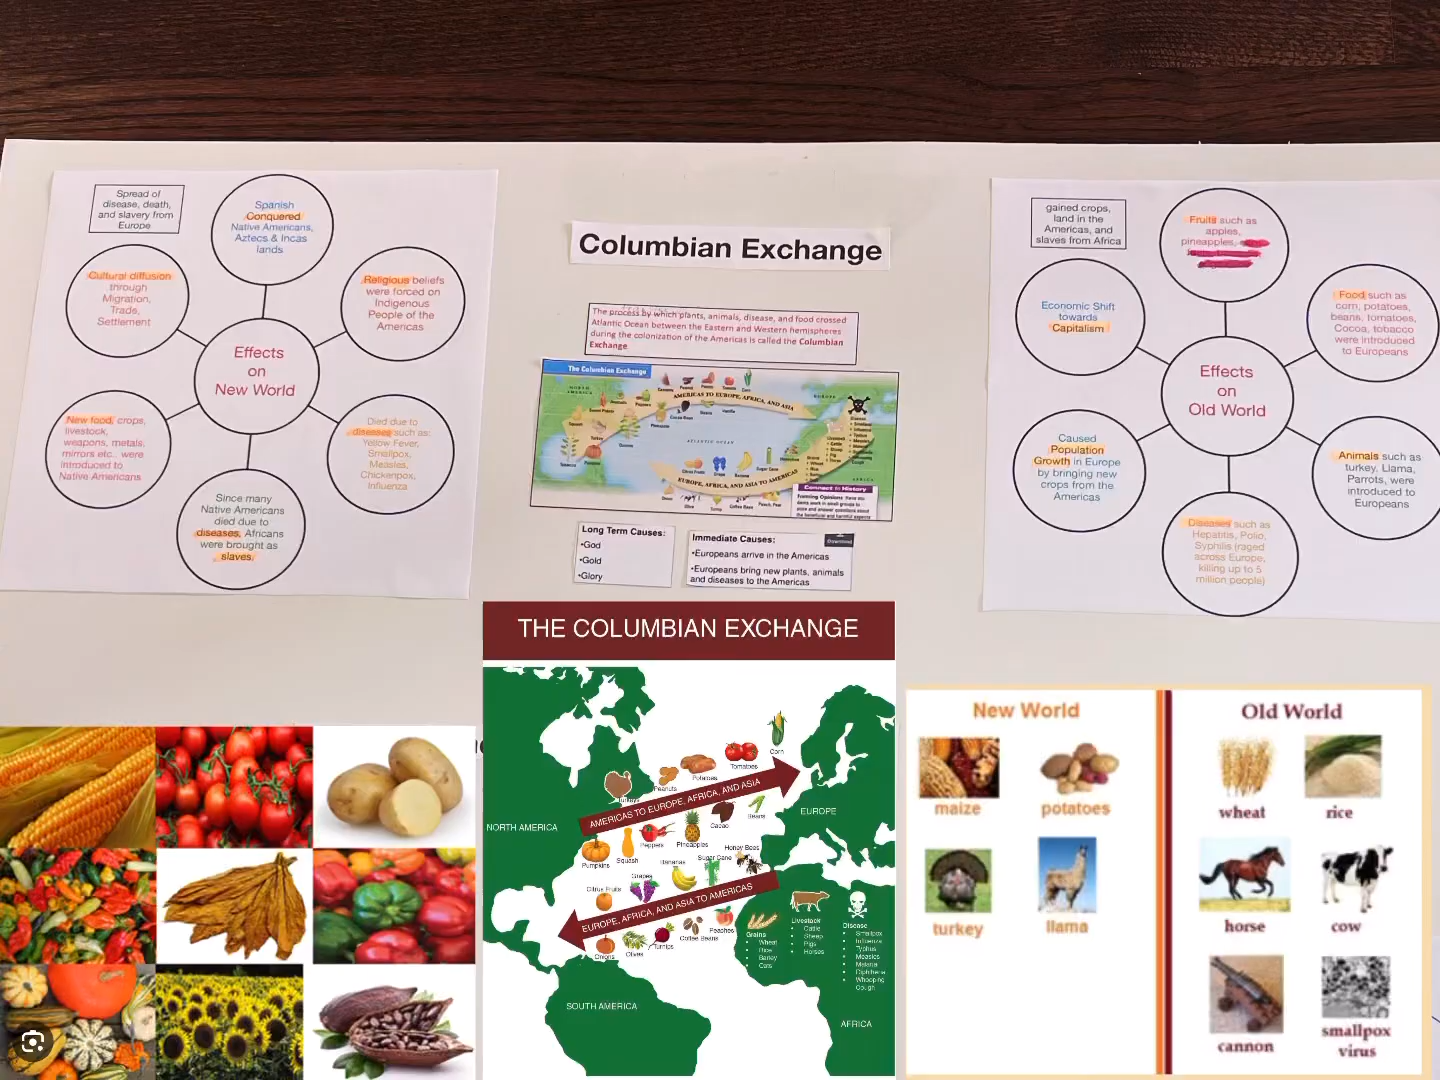 Spread of
disease, death,
and slavery from
Europe
Spanish
Conquered
Native Americans,
Aztecs & Incas
lands
Cultural diffusion
through
Migration,
Trade,
Settlement
Religious beliefs
were forced on
Indigenous
People of the
Americas
Effects
on
New World
New food, crops,
livestock,
weapons, metals,
mirrors etc.. were
introduced to
Native Americans
Died due to
diseases such as:
Yellow Fever,
Smallpox,
Measles,
Chickenpox,
Influenza
Since many
Native Americans
died due to
diseases, Africans
were brought as
slaves.
Columbian Exchange
The process by which plants, animals, disease, and food crossed
Atlantic Ocean between the Eastern and Western hemispheres
during the colonization of the Americas is called the Columbian
Exchange
The Columbian Exchange
NORTH
AMERICA
EUROPE
AMERICAS TO EUROPE, AFRICA, AND ASIA
ATLANTIC OCEAN
EUROPE, AFRICA, AND ASIA TO AMERICAS
AFRICA
Connect to History
Long Term Causes:
•God
•Gold
•Glory
Immediate Causes:
Download
•Europeans arrive in the Americas
•Europeans bring new plants, animals
and diseases to the Americas
gained crops,
land in the
Americas, and
slaves from Africa
Fruits such as
apples,
pineapples,
Economic Shift
towards
Capitalism
Food such as
corn, potatoes,
beans, tomatoes,
Cocoa, tobacco
were introduced
to Europeans
Effects
on
Old World
Caused
Population
Growth in Europe
by bringing new
crops from the
Americas
Animals such as
turkey, Llama,
Parrots, were
introduced to
Europeans
Diseases such as
Hepatitis, Polio,
Syphilis (raged
across Europe,
killing up to 5
million people)
THE COLUMBIAN EXCHANGE
Corn
Tomatoes
Potatoes
Peanuts
Turkeys
AMERICAS TO EUROPE, AFRICA, AND ASIA
NORTH AMERICA
EUROPE
Beans
Cacao
Pineapples
Peppers
Squash
Pumpkins
Honey Bees
Sugar Cane
Bananas
Grapes
Citrus Fruits
EUROPE, AFRICA, AND ASIA TO AMERICAS
Onions
Olives
Turnips
Coffee Beans
Peaches
Grains
• Wheat
• Rice
• Barley
• Oats
Livestock
• Cattle
• Sheep
• Pigs
• Horses
Disease
• Smallpox
• Influenza
• Typhus
• Measles
• Malaria
• Diphtheria
• Whooping
Cough
SOUTH AMERICA
AFRICA
New World
maize
potatoes
turkey
llama
Old World
wheat
rice
horse
cow
cannon
smallpox
virus